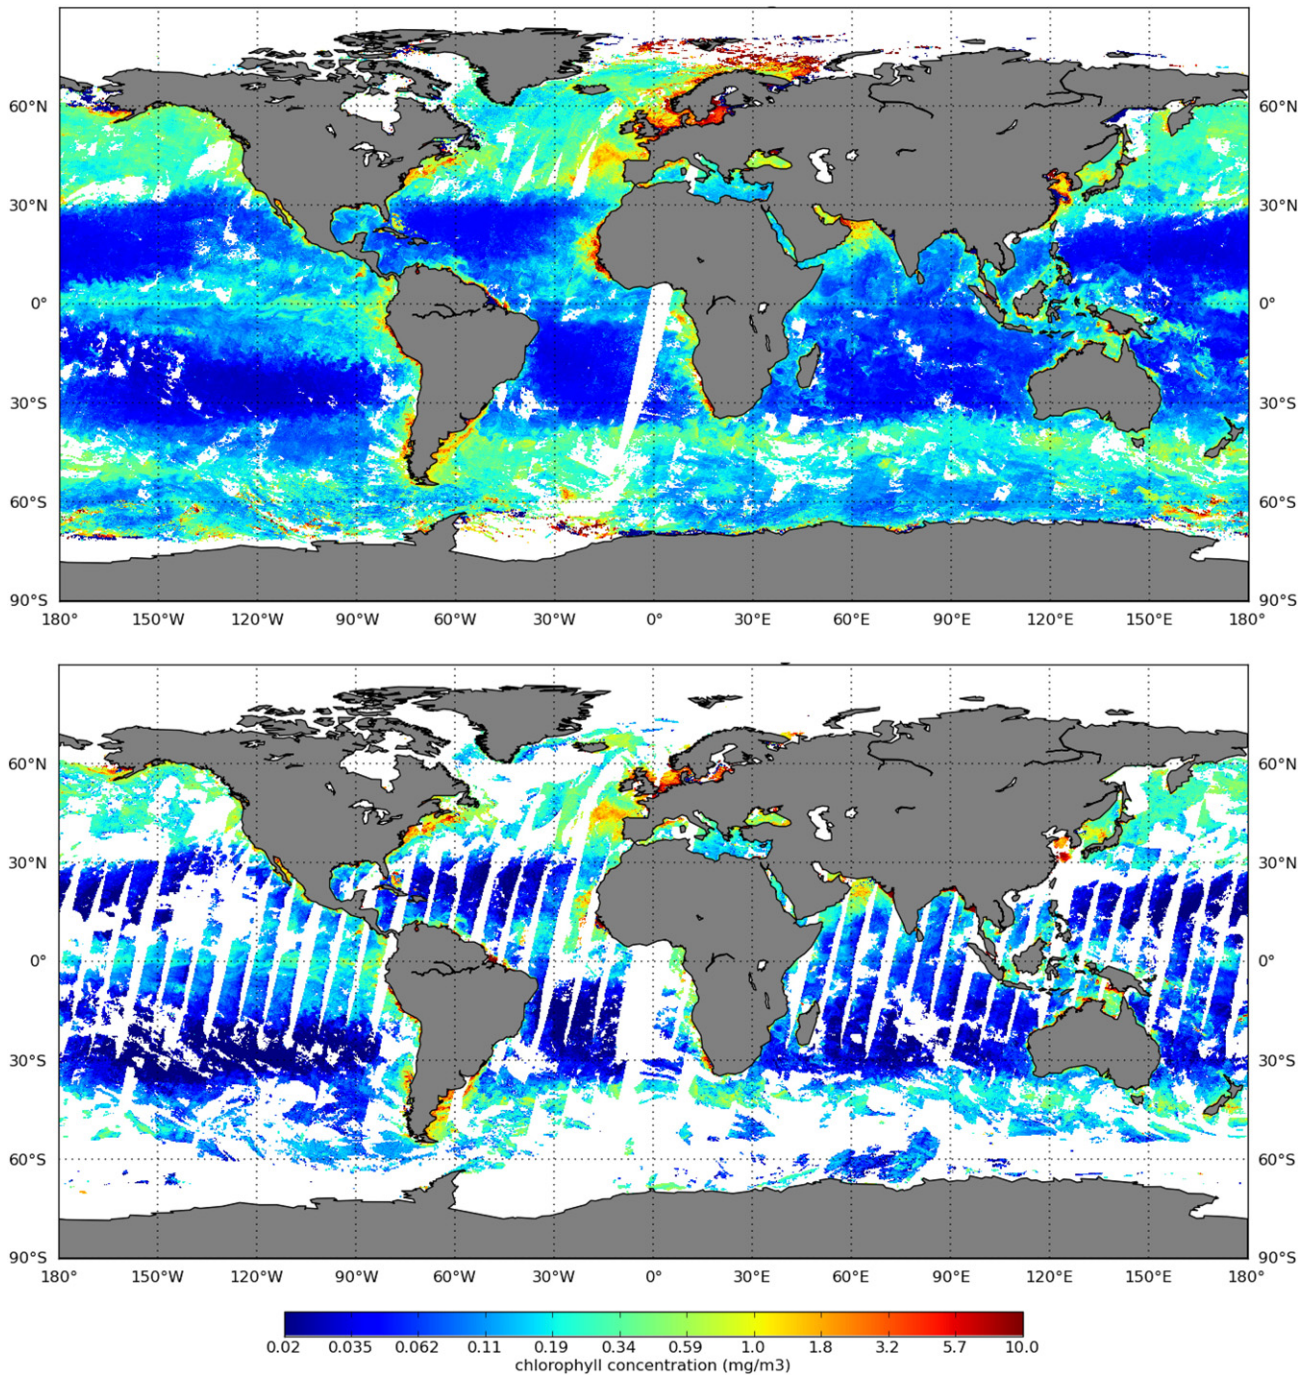 60°N 60°N
30°N 30°N
0° 0°
30°S 30°S
60°S 60°S
90°S 90°S
180° 150°W 120°W 90°W 60°W 30°W 0° 30°E 60°E 90°E 120°E 150°E 180°
60°N 60°N
30°N 30°N
0° 0°
30°S 30°S
60°S 60°S
90°S 90°S
180° 150°W 120°W 90°W 60°W 30°W 0° 30°E 60°E 90°E 120°E 150°E 180°
0.02 0.035 0.062 0.11 0.19 0.34 0.59 1.0 1.8 3.2 5.7 10.0
chlorophyll concentration (mg/m3)